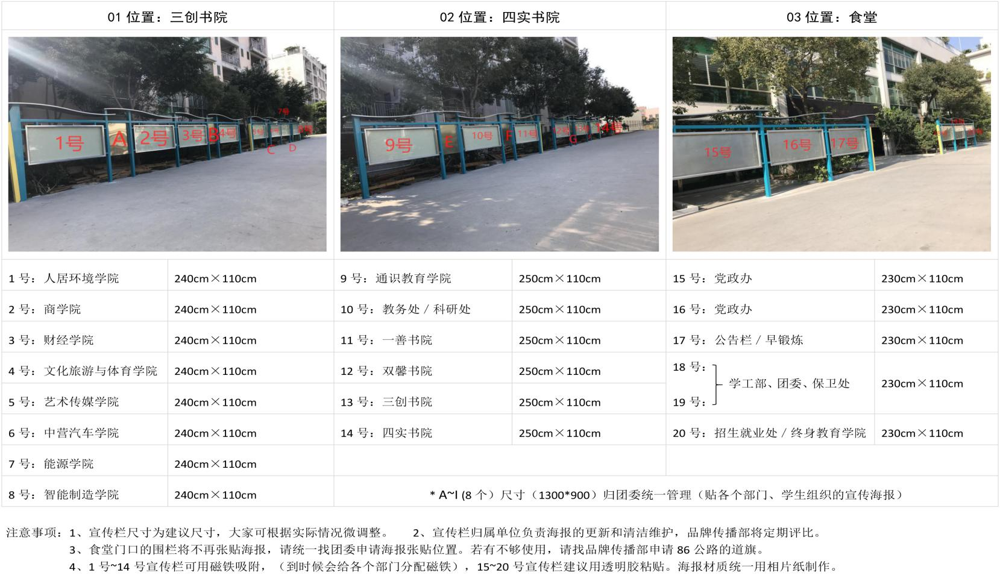 01 位置：三创书院
02 位置：四实书院
03 位置：食堂
1号
A
2号
3号
B
4号
5号
7号
8号
C
D
9号
E
10号
F
11号
12号
13号
14号
G
15号
16号
17号
1 号：人居环境学院
240cm×110cm
9 号：通识教育学院
250cm×110cm
15 号：党政办
230cm×110cm
2 号：商学院
240cm×110cm
10 号：教务处 / 科研处
250cm×110cm
16 号：党政办
230cm×110cm
3 号：财经学院
240cm×110cm
11 号：一善书院
250cm×110cm
17 号：公告栏 / 早锻炼
230cm×110cm
4 号：文化旅游与体育学院
240cm×110cm
12 号：双馨书院
250cm×110cm
18 号：
学工部、团委、保卫处
230cm×110cm
5 号：艺术传媒学院
240cm×110cm
13 号：三创书院
250cm×110cm
19 号：
6 号：中营汽车学院
240cm×110cm
14 号：四实书院
250cm×110cm
20 号：招生就业处 / 终身教育学院
230cm×110cm
7 号：能源学院
240cm×110cm
8 号：智能制造学院
240cm×110cm
* A~I (8 个）尺寸（1300*900）归团委统一管理（贴各个部门、学生组织的宣传海报）
注意事项：1、宣传栏尺寸为建议尺寸，大家可根据实际情况微调整。 2、宣传栏归属单位负责海报的更新和清洁维护，品牌传播部将定期评比。
3、食堂门口的围栏将不再张贴海报，请统一找团委申请海报张贴位置。若有不够使用，请找品牌传播部申请 86 公路的道旗。
4、1 号~14 号宣传栏可用磁铁吸附，（到时候会给各个部门分配磁铁），15~20 号宣传栏建议用透明胶粘贴。海报材质统一用相片纸制作。